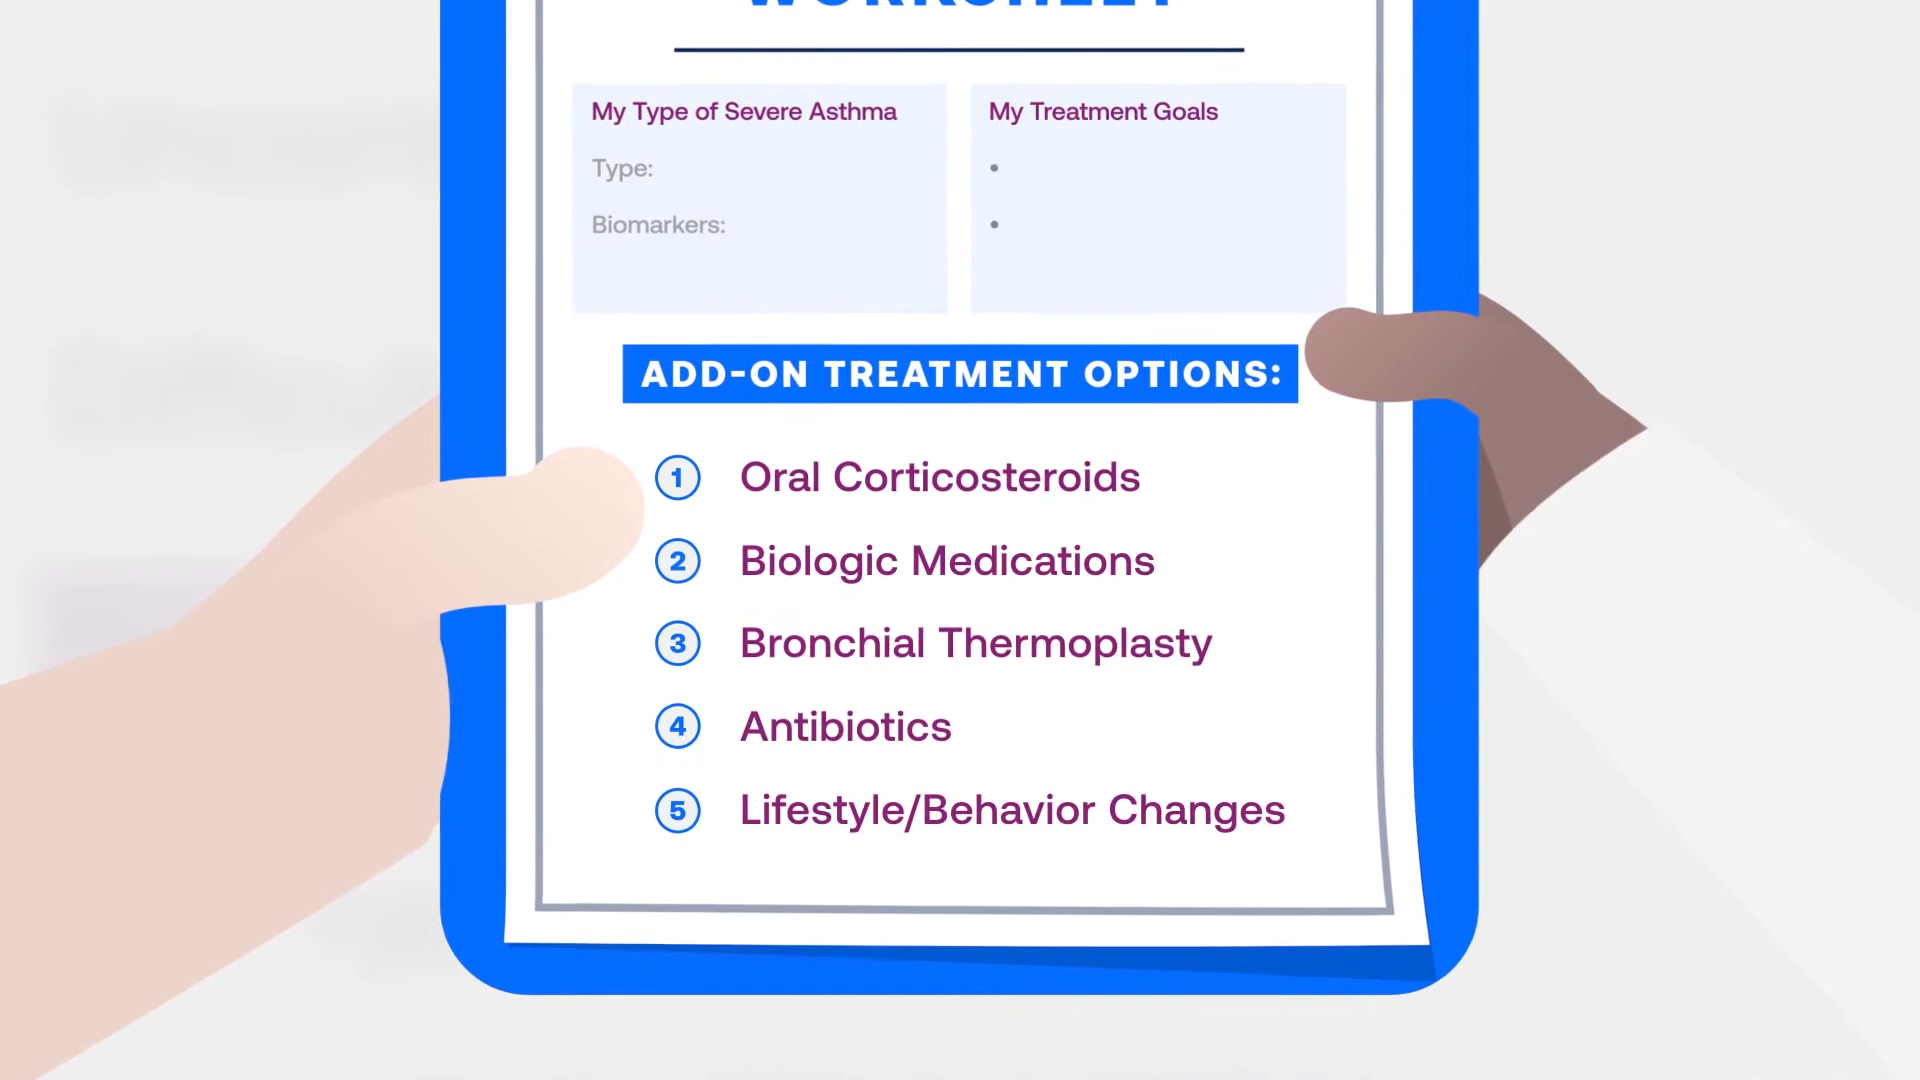 WORKSHEET
My Type of Severe Asthma
Type:
Biomarkers:
My Treatment Goals
•
•
ADD-ON TREATMENT OPTIONS:
1 Oral Corticosteroids
2 Biologic Medications
3 Bronchial Thermoplasty
4 Antibiotics
5 Lifestyle/Behavior Changes